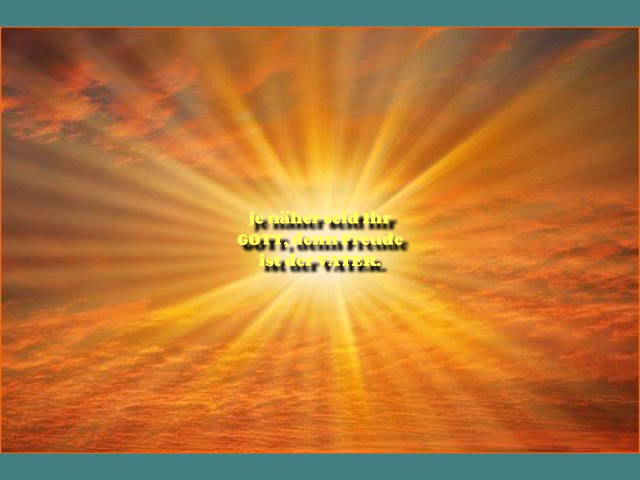 je näher seid ihr
GOTT, denn Freude
ist der VATER.